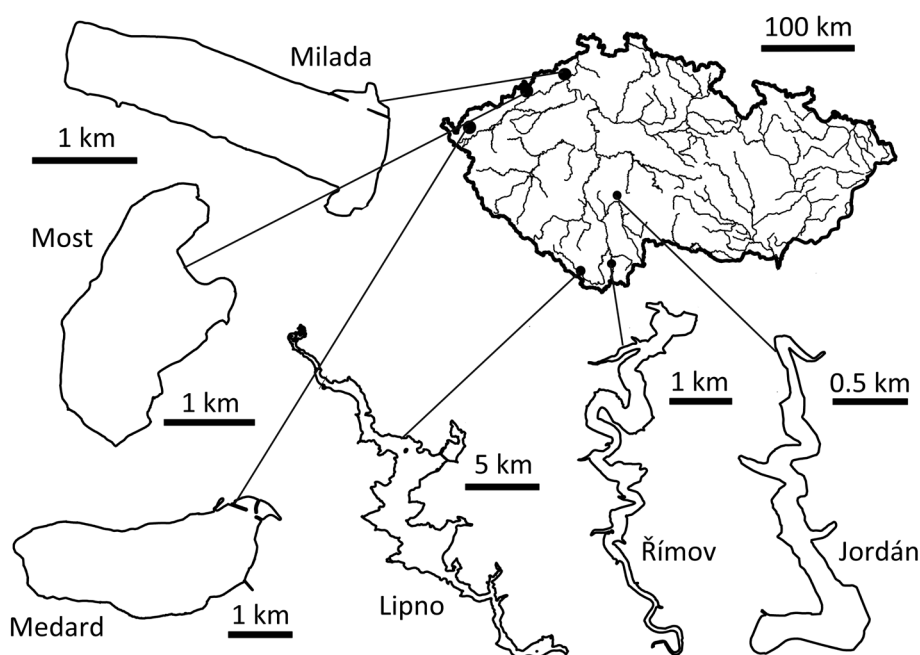 Milada
100 km
1 km
Most
1 km
1 km
0.5 km
5 km
Římov
Jordán
Lipno
Medard
1 km